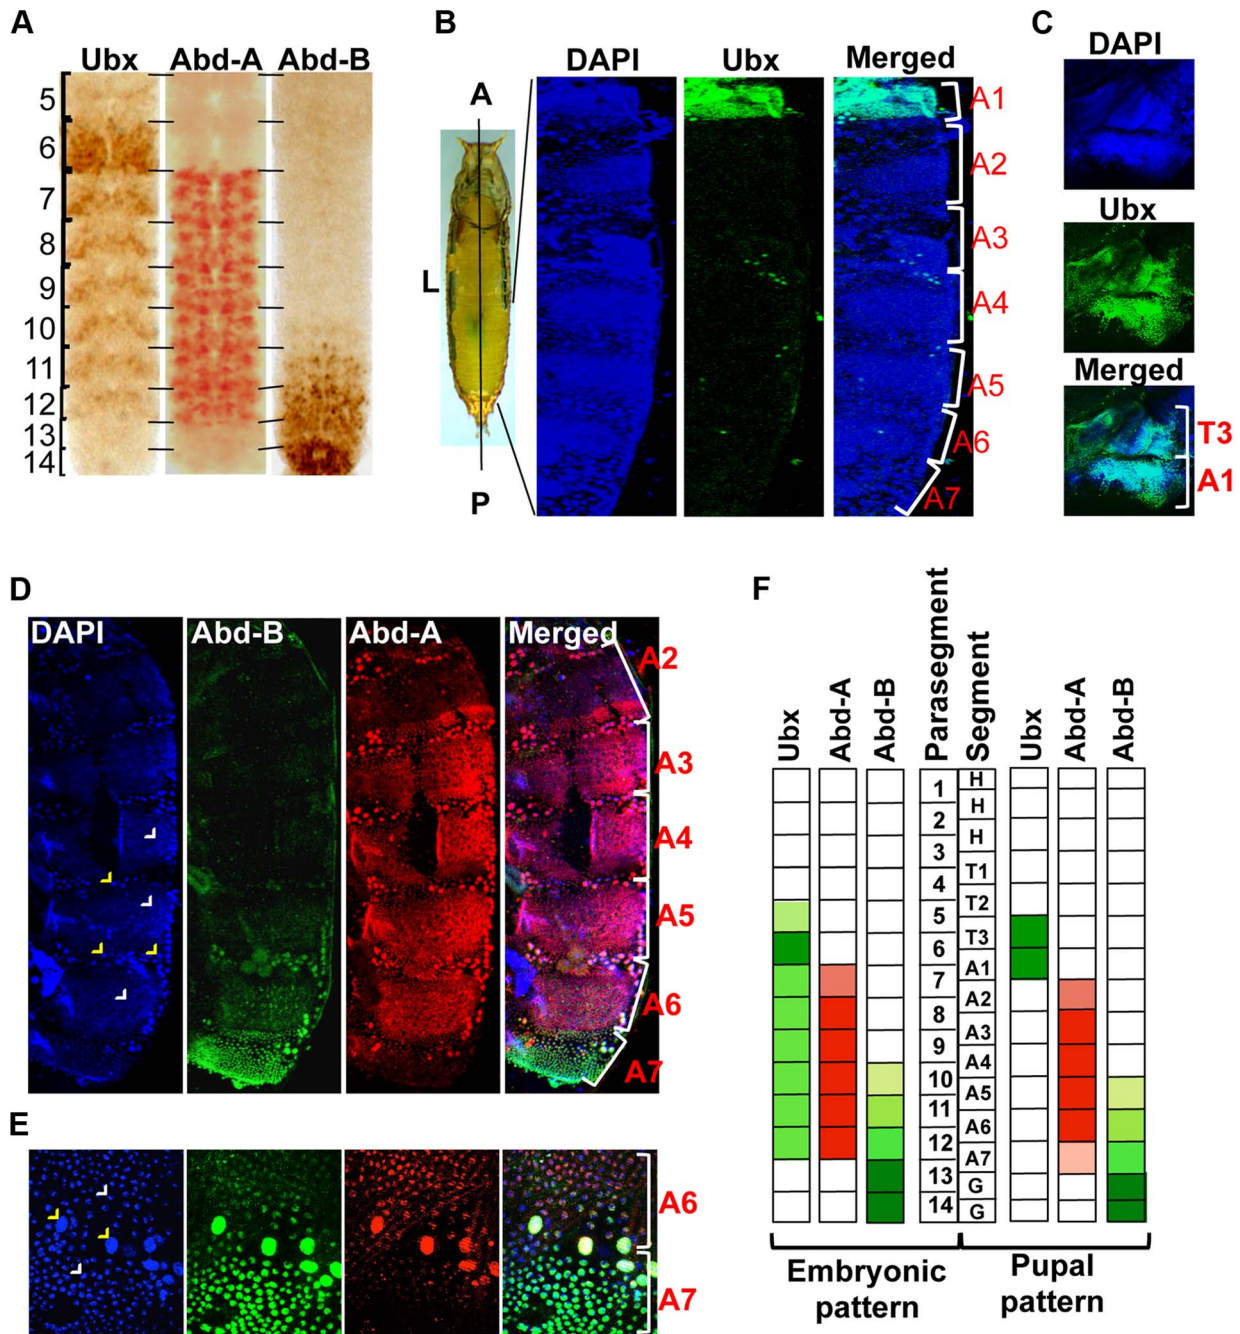 A
Ubx Abd-A Abd-B
5
6
7
8
9
10
11
12
13
14
B
DAPI Ubx Merged
A
L
P
A1
A2
A3
A4
A5
A6
A7
C
DAPI
Ubx
Merged
T3
A1
D
DAPI Abd-B Abd-A Merged
A2
A3
A4
A5
A6
A7
E
A6
A7
F
Ubx Abd-A Abd-B Parasegment Segment Ubx Abd-A Abd-B
1
2
3
4
5
6
7
8
9
10
11
12
13
14
H
H
H
T1
T2
T3
A1
A2
A3
A4
A5
A6
A7
G
G
Embryonic
pattern
Pupal
pattern